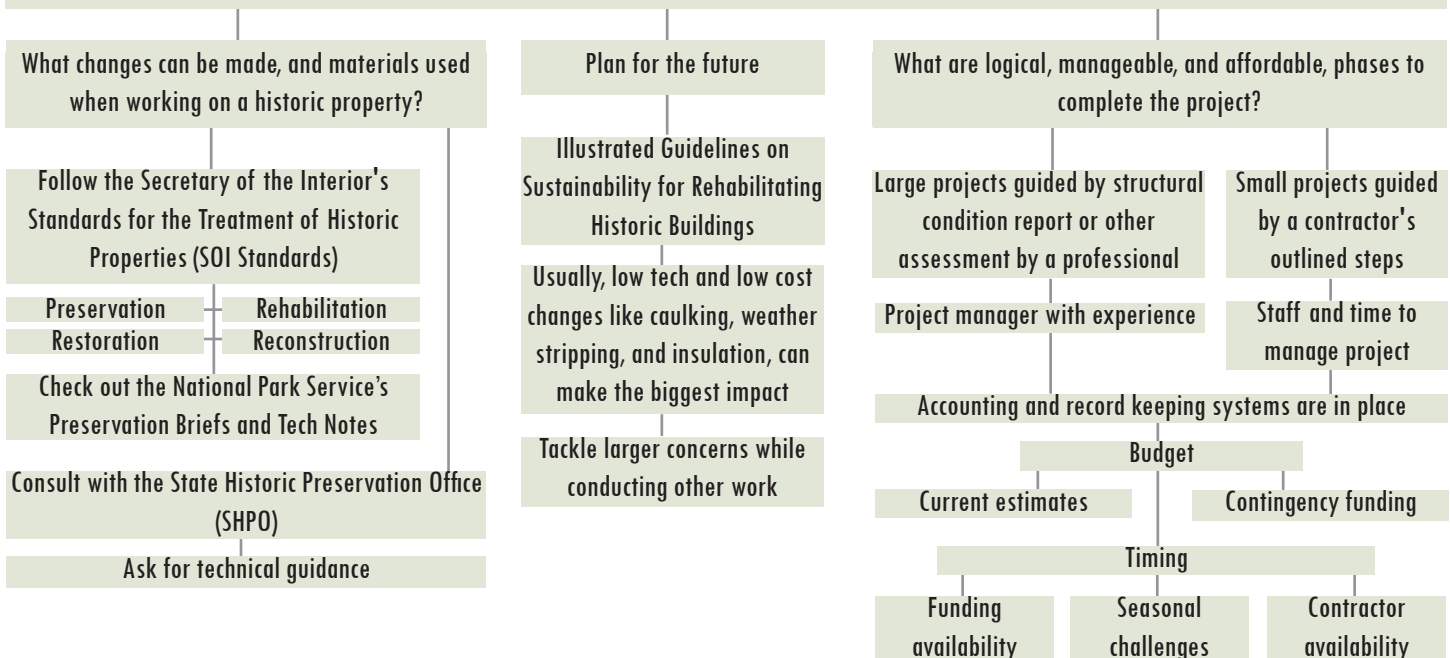 What changes can be made, and materials used
when working on a historic property?
Follow the Secretary of the Interior's
Standards for the Treatment of Historic
Properties (SOI Standards)
Preservation
Rehabilitation
Restoration
Reconstruction
Check out the National Park Service’s
Preservation Briefs and Tech Notes
Consult with the State Historic Preservation Office
(SHPO)
Ask for technical guidance
Plan for the future
Illustrated Guidelines on
Sustainability for Rehabilitating
Historic Buildings
Usually, low tech and low cost
changes like caulking, weather
stripping, and insulation, can
make the biggest impact
Tackle larger concerns while
conducting other work
What are logical, manageable, and affordable, phases to
complete the project?
Large projects guided by structural
condition report or other
assessment by a professional
Project manager with experience
Small projects guided
by a contractor's
outlined steps
Staff and time to
manage project
Accounting and record keeping systems are in place
Budget
Current estimates
Contingency funding
Timing
Funding
availability
Seasonal
challenges
Contractor
availability